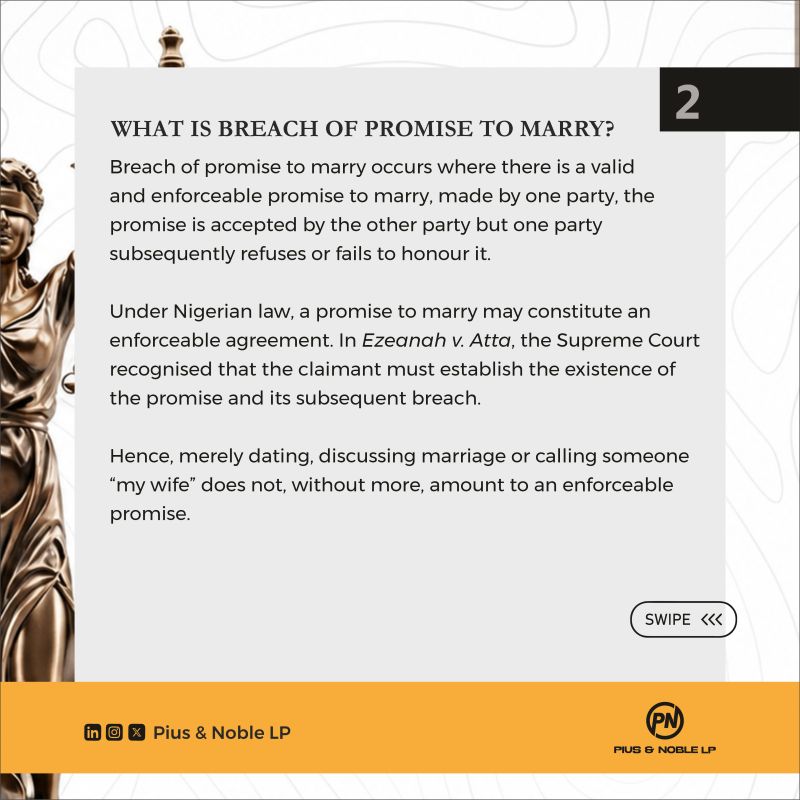 2
WHAT IS BREACH OF PROMISE TO MARRY?
Breach of promise to marry occurs where there is a valid
and enforceable promise to marry, made by one party, the
promise is accepted by the other party but one party
subsequently refuses or fails to honour it.
Under Nigerian law, a promise to marry may constitute an
enforceable agreement. In Ezeanah v. Atta, the Supreme Court
recognised that the claimant must establish the existence of
the promise and its subsequent breach.
Hence, merely dating, discussing marriage or calling someone
“my wife” does not, without more, amount to an enforceable
promise.
SWIPE
Pius & Noble LP
PN
PIUS & NOBLE LP